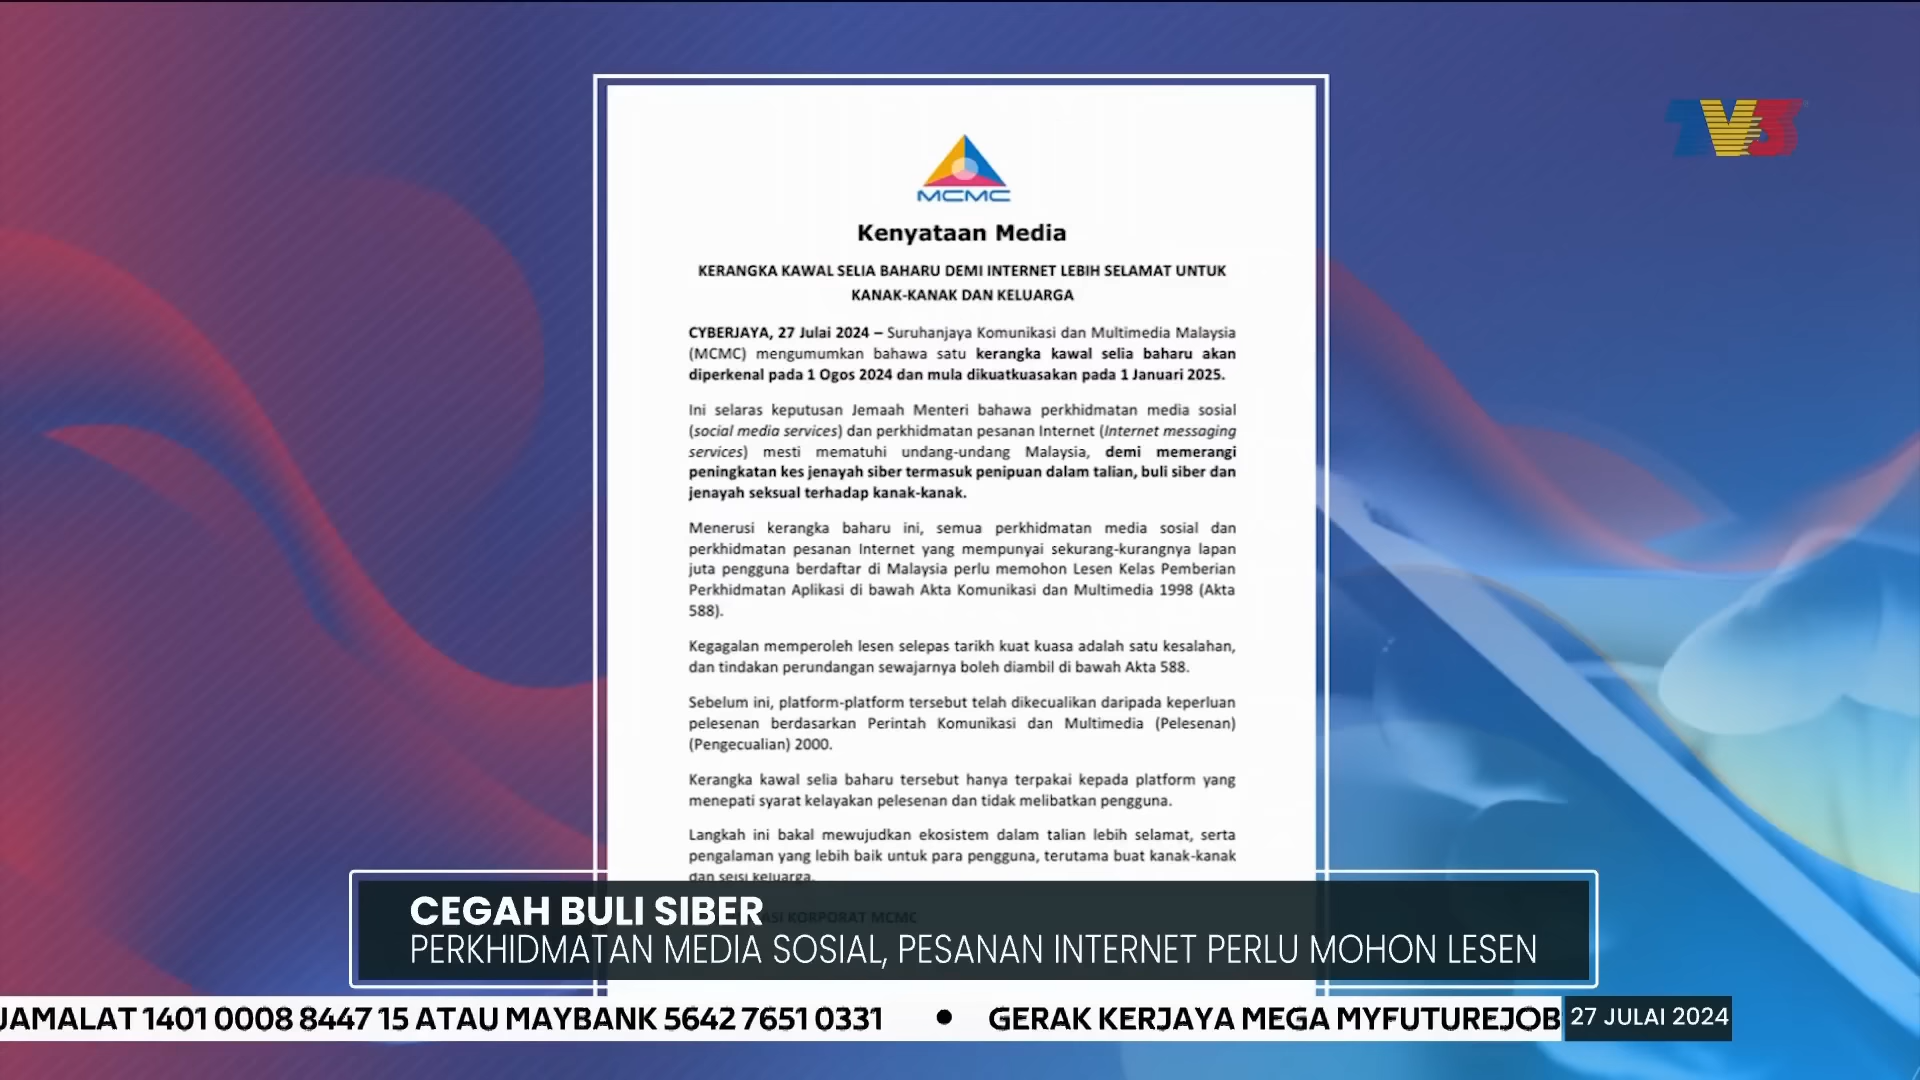 TV3
MCMC
Kenyataan Media
KERANGKA KAWAL SELIA BAHARU DEMI INTERNET LEBIH SELAMAT UNTUK
KANAK-KANAK DAN KELUARGA
CYBERJAYA, 27 Julai 2024 – Suruhanjaya Komunikasi dan Multimedia Malaysia
(MCMC) mengumumkan bahawa satu kerangka kawal selia baharu akan
diperkenal pada 1 Ogos 2024 dan mula dikuatkuasakan pada 1 Januari 2025.
Ini selaras keputusan Jemaah Menteri bahawa perkhidmatan media sosial
(social media services) dan perkhidmatan pesanan Internet (Internet messaging
services) mesti mematuhi undang-undang Malaysia, demi memerangi
peningkatan kes jenayah siber termasuk penipuan dalam talian, buli siber dan
jenayah seksual terhadap kanak-kanak.
Menerusi kerangka baharu ini, semua perkhidmatan media sosial dan
perkhidmatan pesanan Internet yang mempunyai sekurang-kurangnya lapan
juta pengguna berdaftar di Malaysia perlu memohon Lesen Kelas Pemberian
Perkhidmatan Aplikasi di bawah Akta Komunikasi dan Multimedia 1998 (Akta
588).
Kegagalan memperoleh lesen selepas tarikh kuat kuasa adalah satu kesalahan,
dan tindakan perundangan sewajarnya boleh diambil di bawah Akta 588.
Sebelum ini, platform-platform tersebut telah dikecualikan daripada keperluan
pelesenan berdasarkan Perintah Komunikasi dan Multimedia (Pelesenan)
(Pengecualian) 2000.
Kerangka kawal selia baharu tersebut hanya terpakai kepada platform yang
menepati syarat kelayakan pelesenan dan tidak melibatkan pengguna.
Langkah ini bakal mewujudkan ekosistem dalam talian lebih selamat, serta
pengalaman yang lebih baik untuk para pengguna, terutama buat kanak-kanak
dan seisi keluarga.
KORPORAT MCMC
CEGAH BULI SIBER
PERKHIDMATAN MEDIA SOSIAL, PESANAN INTERNET PERLU MOHON LESEN
JAMALAT 1401 0008 8447 15 ATAU MAYBANK 5642 7651 0331 • GERAK KERJAYA MEGA MYFUTUREJOB
27 JULAI 2024